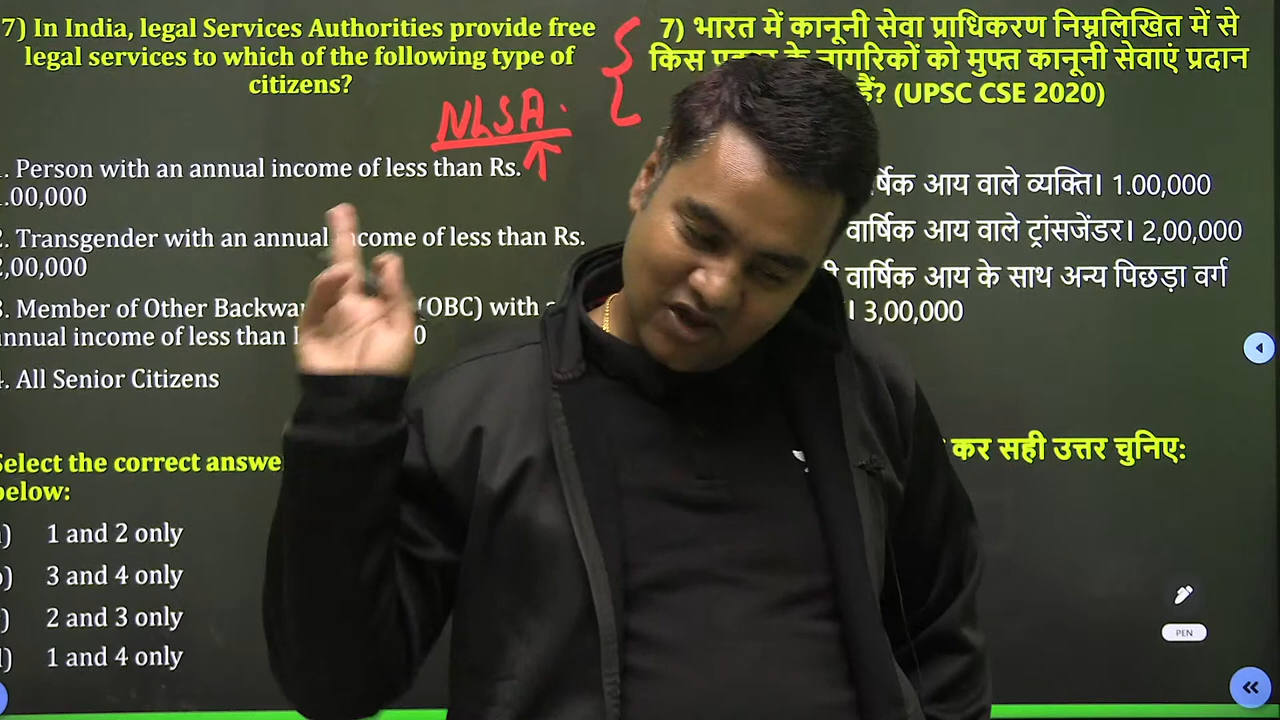 7) In India, legal Services Authorities provide free
legal services to which of the following type of
citizens?
NLSA.
. Person with an annual income of less than Rs.
.00,000
. Transgender with an annual income of less than Rs.
,00,000
. Member of Other (OBC) with
annual income of less than 0
. All Senior Citizens
Select the correct
below:
) 1 and 2 only
) 3 and 4 only
) 2 and 3 only
) 1 and 4 only
7) भारत में कानूनी सेवा प्राधिकरण निम्नलिखित में से
किस के नागरिकों को मुफ्त कानूनी सेवाएं प्रदान
हैं? (UPSC CSE 2020)
आय वाले व्यक्ति। 1.00,000
वार्षिक आय वाले ट्रांसजेंडर। 2,00,000
वार्षिक आय के साथ अन्य पिछड़ा वर्ग
। 3,00,000
कर सही उत्तर चुनिए:
PEN